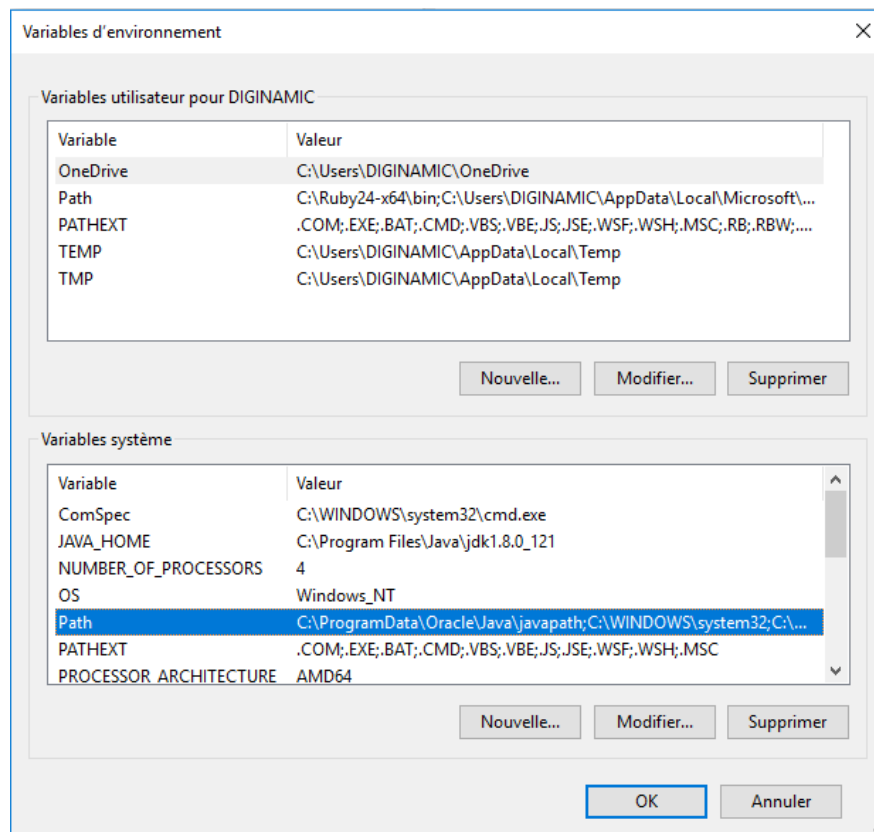 Variables d'environnement
Variables utilisateur pour DIGINAMIC
Variable Valeur
OneDrive C:\Users\DIGINAMIC\OneDrive
Path C:\Ruby24-x64\bin;C:\Users\DIGINAMIC\AppData\Local\Microsoft\...
PATHEXT .COM;.EXE;.BAT;.CMD;.VBS;.VBE;.JS;.JSE;.WSF;.WSH;.MSC;.RB;.RBW;....
TEMP C:\Users\DIGINAMIC\AppData\Local\Temp
TMP C:\Users\DIGINAMIC\AppData\Local\Temp
Nouvelle... Modifier... Supprimer
Variables système
Variable Valeur
ComSpec C:\WINDOWS\system32\cmd.exe
JAVA_HOME C:\Program Files\Java\jdk1.8.0_121
NUMBER_OF_PROCESSORS 4
OS Windows_NT
Path C:\ProgramData\Oracle\Java\javapath;C:\WINDOWS\system32;C:\...
PATHEXT .COM;.EXE;.BAT;.CMD;.VBS;.VBE;.JS;.JSE;.WSF;.WSH;.MSC
PROCESSOR_ARCHITECTURE AMD64
Nouvelle... Modifier... Supprimer
OK Annuler